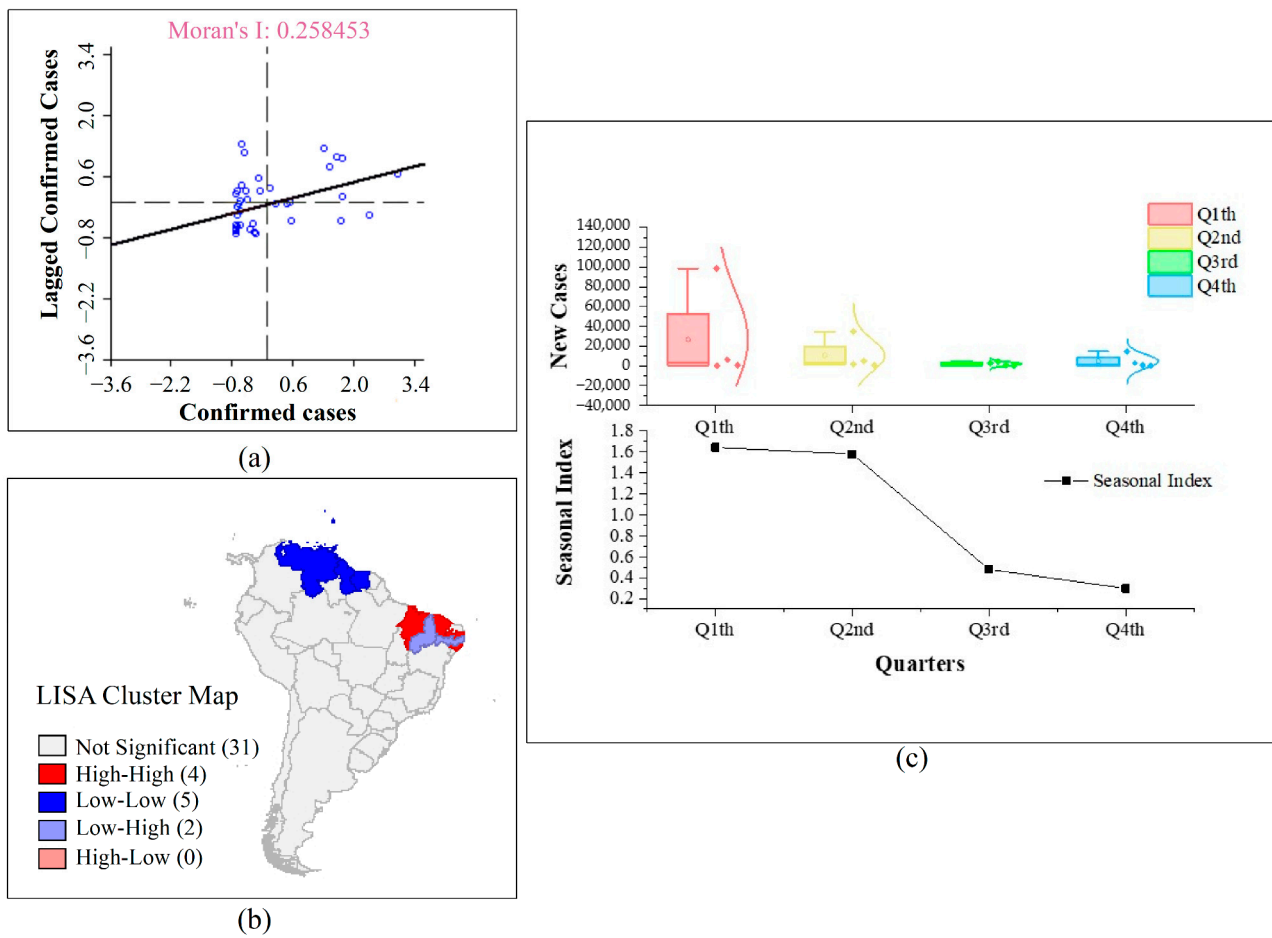 Moran's I: 0.258453
Lagged Confirmed Cases
3.4
2.0
0.6
−0.8
−2.2
−3.6
−3.6 −2.2 −0.8 0.6 2.0 3.4
Confirmed cases
(a)
LISA Cluster Map
Not Significant (31)
High-High (4)
Low-Low (5)
Low-High (2)
High-Low (0)
(b)
New Cases
140,000
120,000
100,000
80,000
60,000
40,000
20,000
0
−20,000
−40,000
Q1th
Q2nd
Q3rd
Q4th
Q1th Q2nd Q3rd Q4th
Seasonal Index
1.8
1.6
1.4
1.2
1.0
0.8
0.6
0.4
0.2
Seasonal Index
Q1th Q2nd Q3rd Q4th
Quarters
(c)